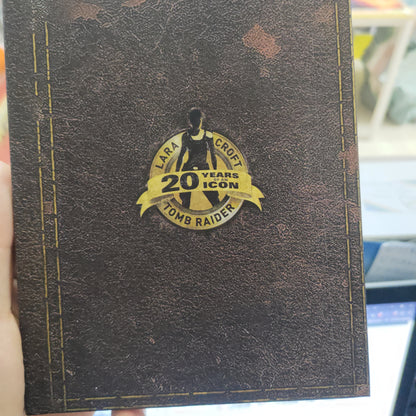 LARA CROFT
20 YEARS
OF AN
ICON
TOMB RAIDER